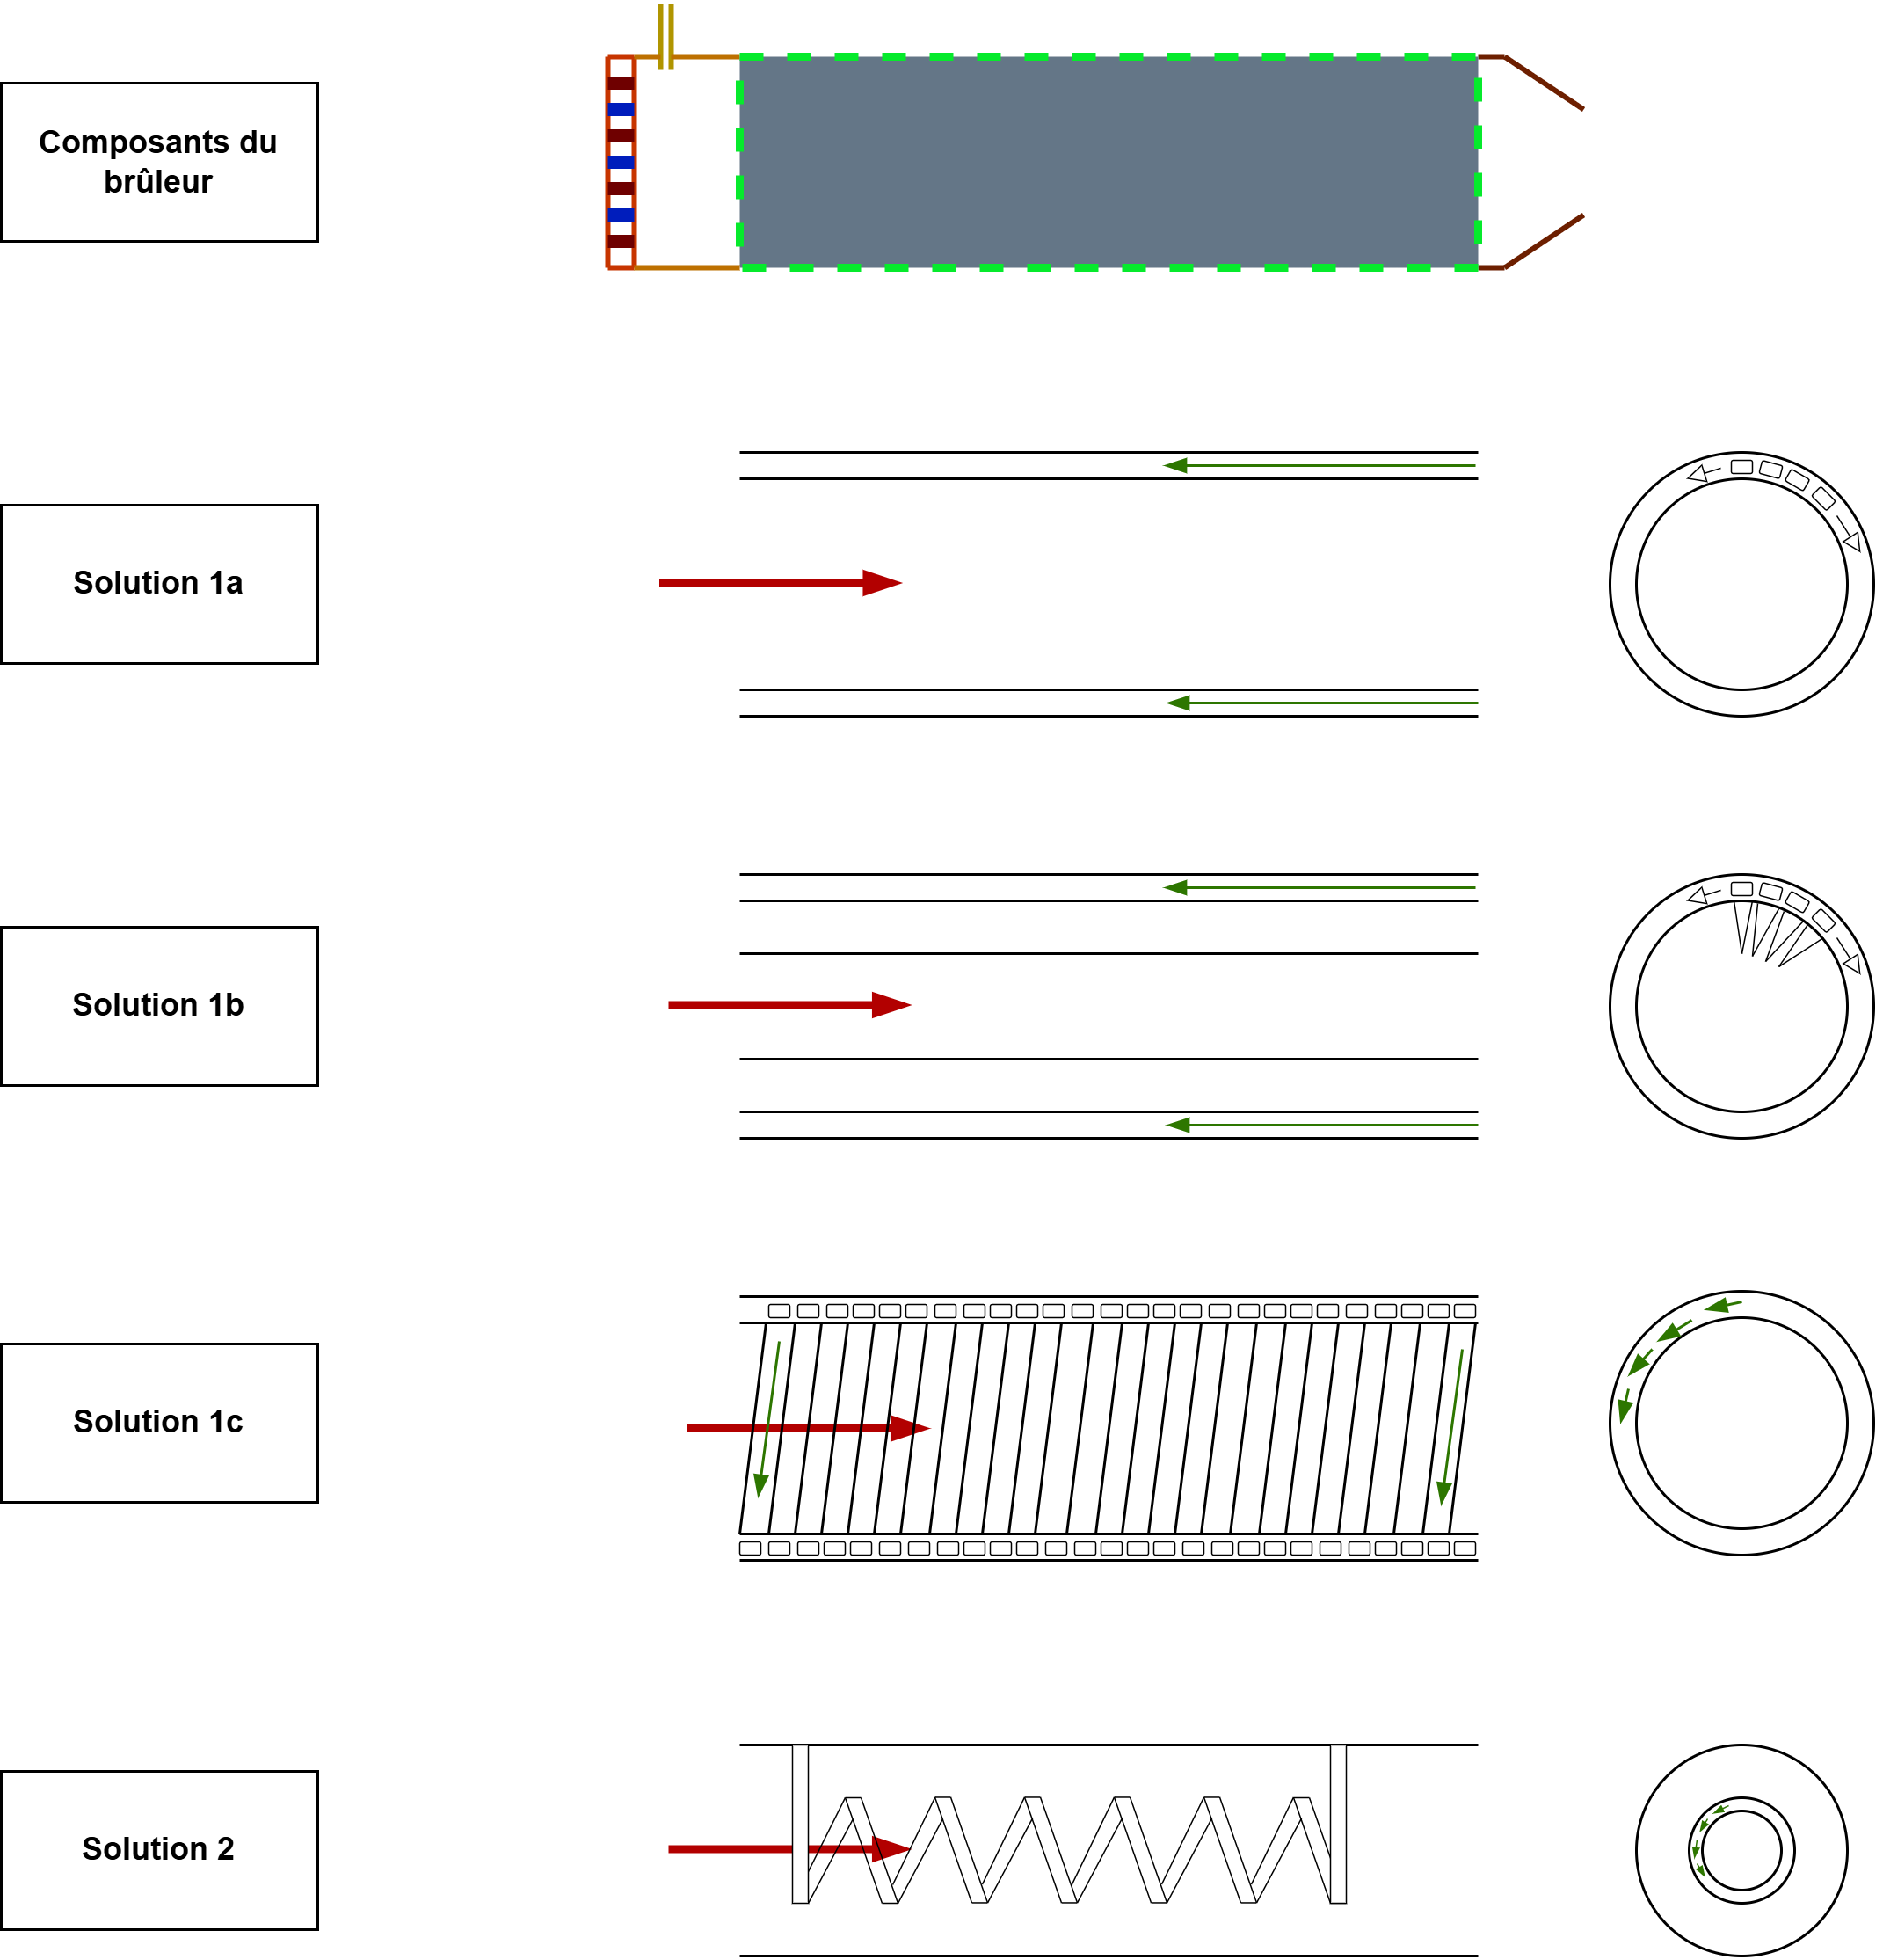 Composants du
brûleur
Solution 1a
Solution 1b
Solution 1c
Solution 2